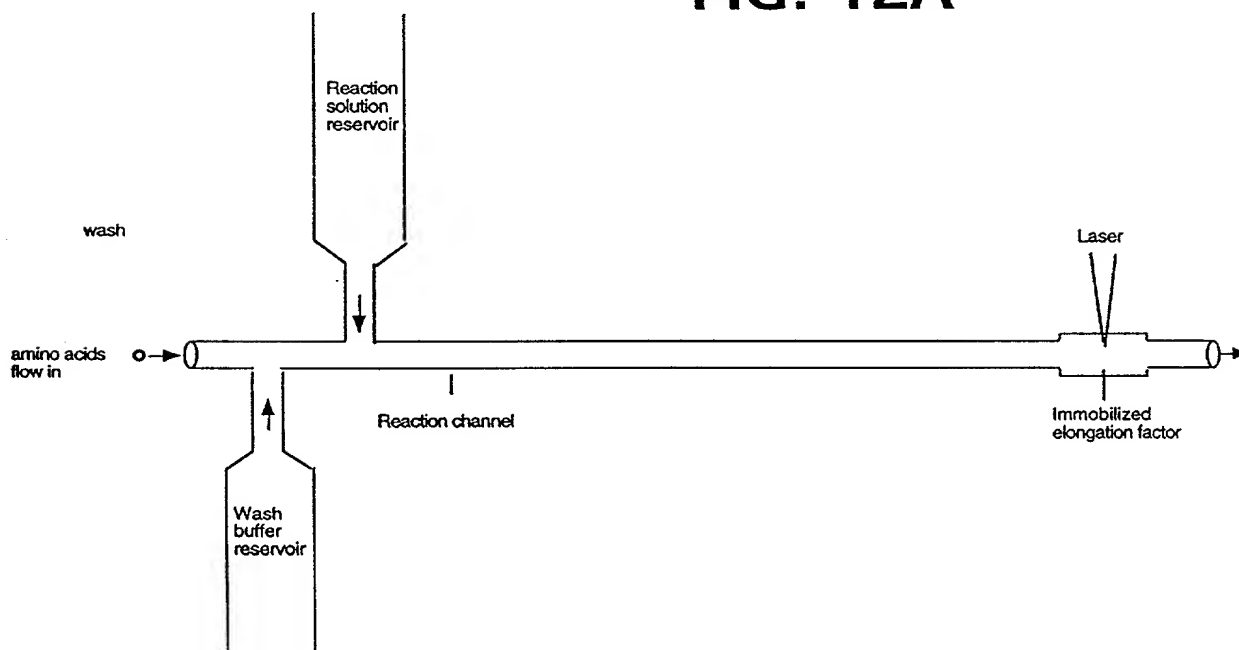 FIG. 12A
Reaction
solution
reservoir
wash
Laser
amino acids
flow in
Reaction channel
Immobilized
elongation factor
Wash
buffer
reservoir